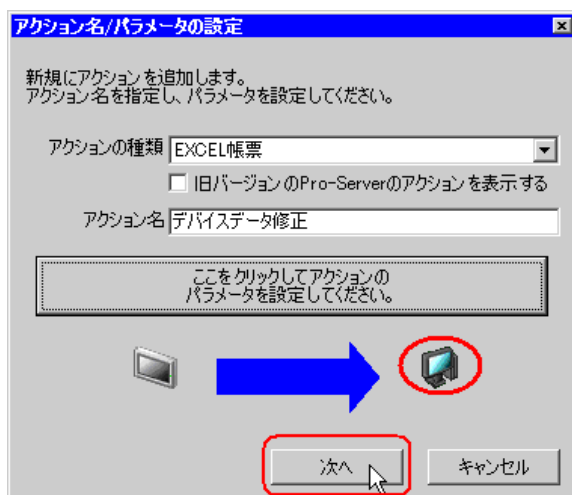 アクション名/パラメータの設定
新規にアクションを追加します。
アクション名を指定し、パラメータを設定してください。
アクションの種類 EXCEL帳票
旧バージョンのPro-Serverのアクションを表示する
アクション名 デバイスデータ修正
ここをクリックしてアクションの
パラメータを設定してください。
次へ キャンセル